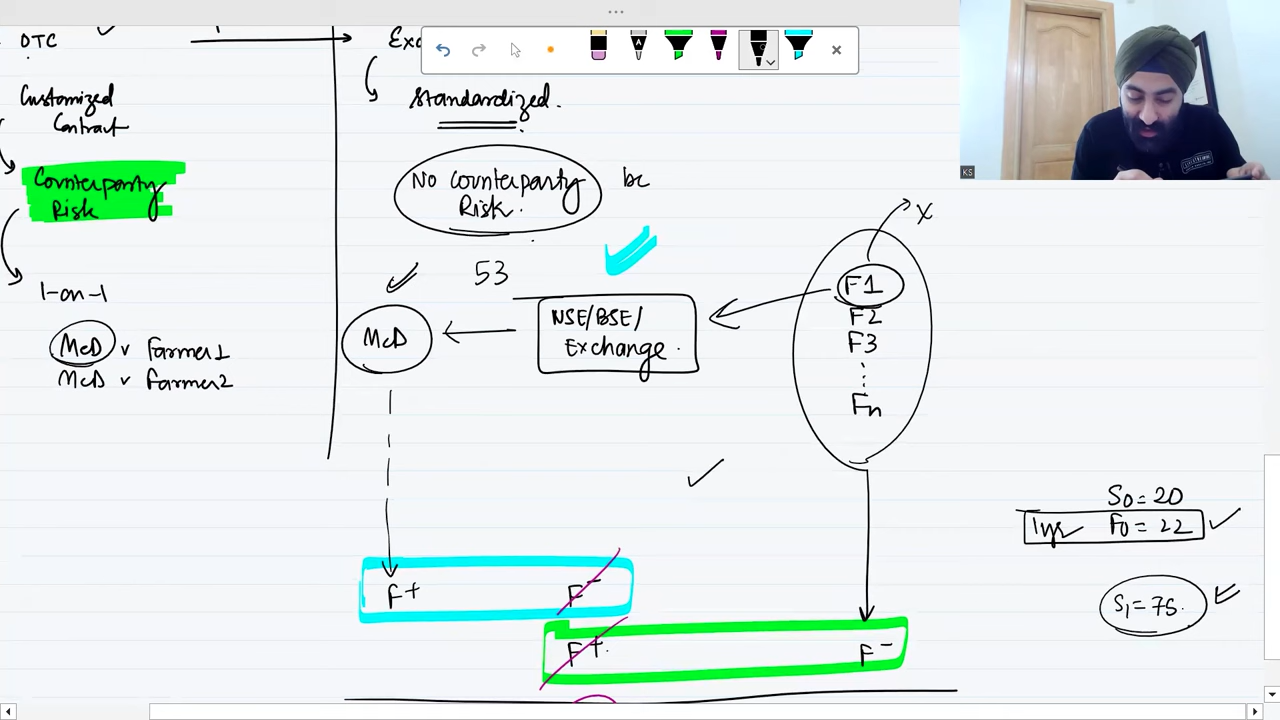 OTC
Customized
Contract
Counterparty
Risk
1-on-1
McD v Farmer1
McD v Farmer2
Standardized.
No Counterparty
Risk.
bc
53
McD
NSE/BSE/
Exchange.
F1
F2
F3
Fn
X
F+ F-
F+ F-
S0 = 20
1yr F0 = 22
S1 = 75.
KS